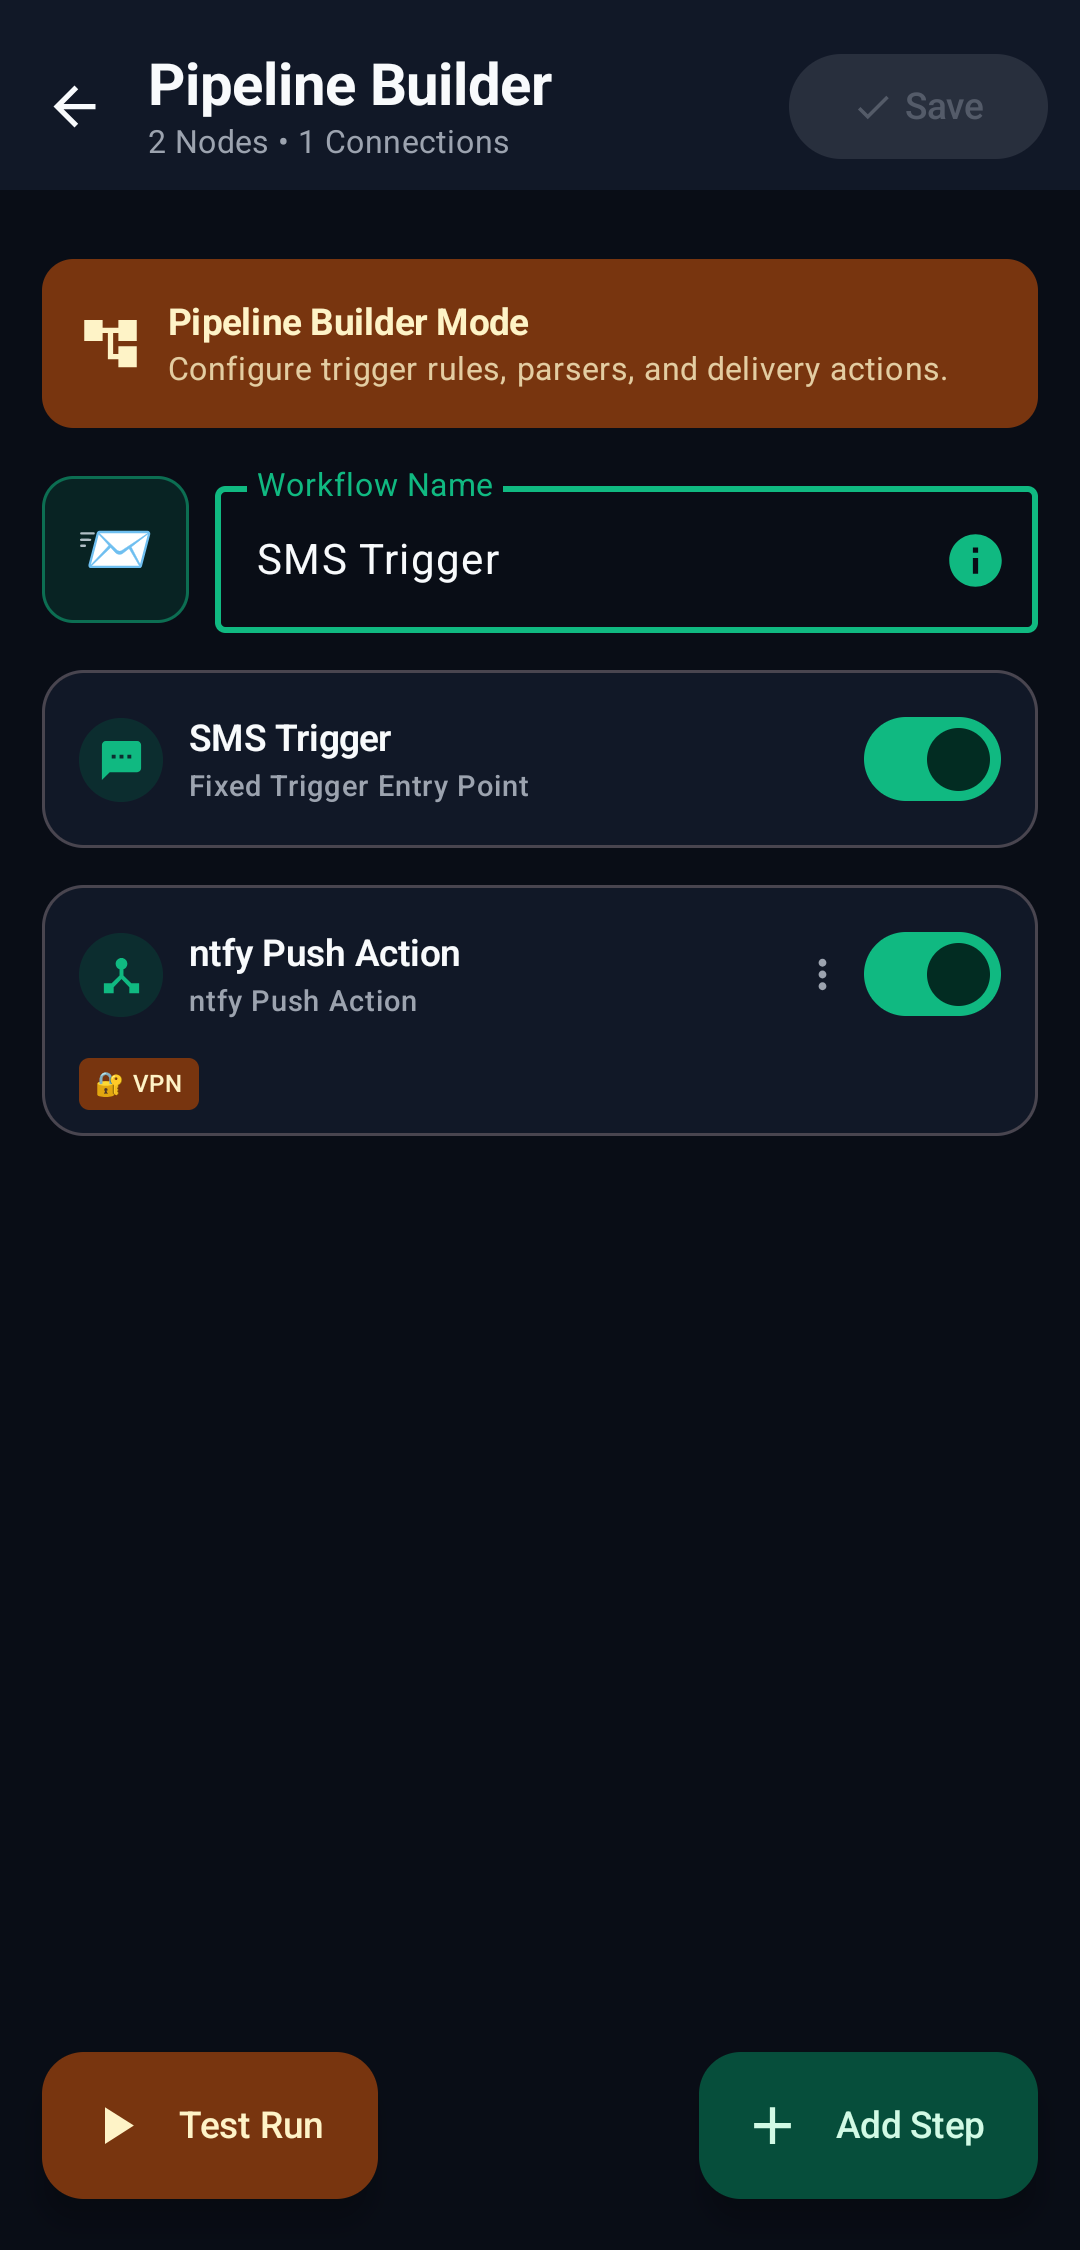 Pipeline Builder
2 Nodes • 1 Connections
Save
Pipeline Builder Mode
Configure trigger rules, parsers, and delivery actions.
Workflow Name
SMS Trigger
SMS Trigger
Fixed Trigger Entry Point
ntfy Push Action
ntfy Push Action
🔐 VPN
Test Run
Add Step